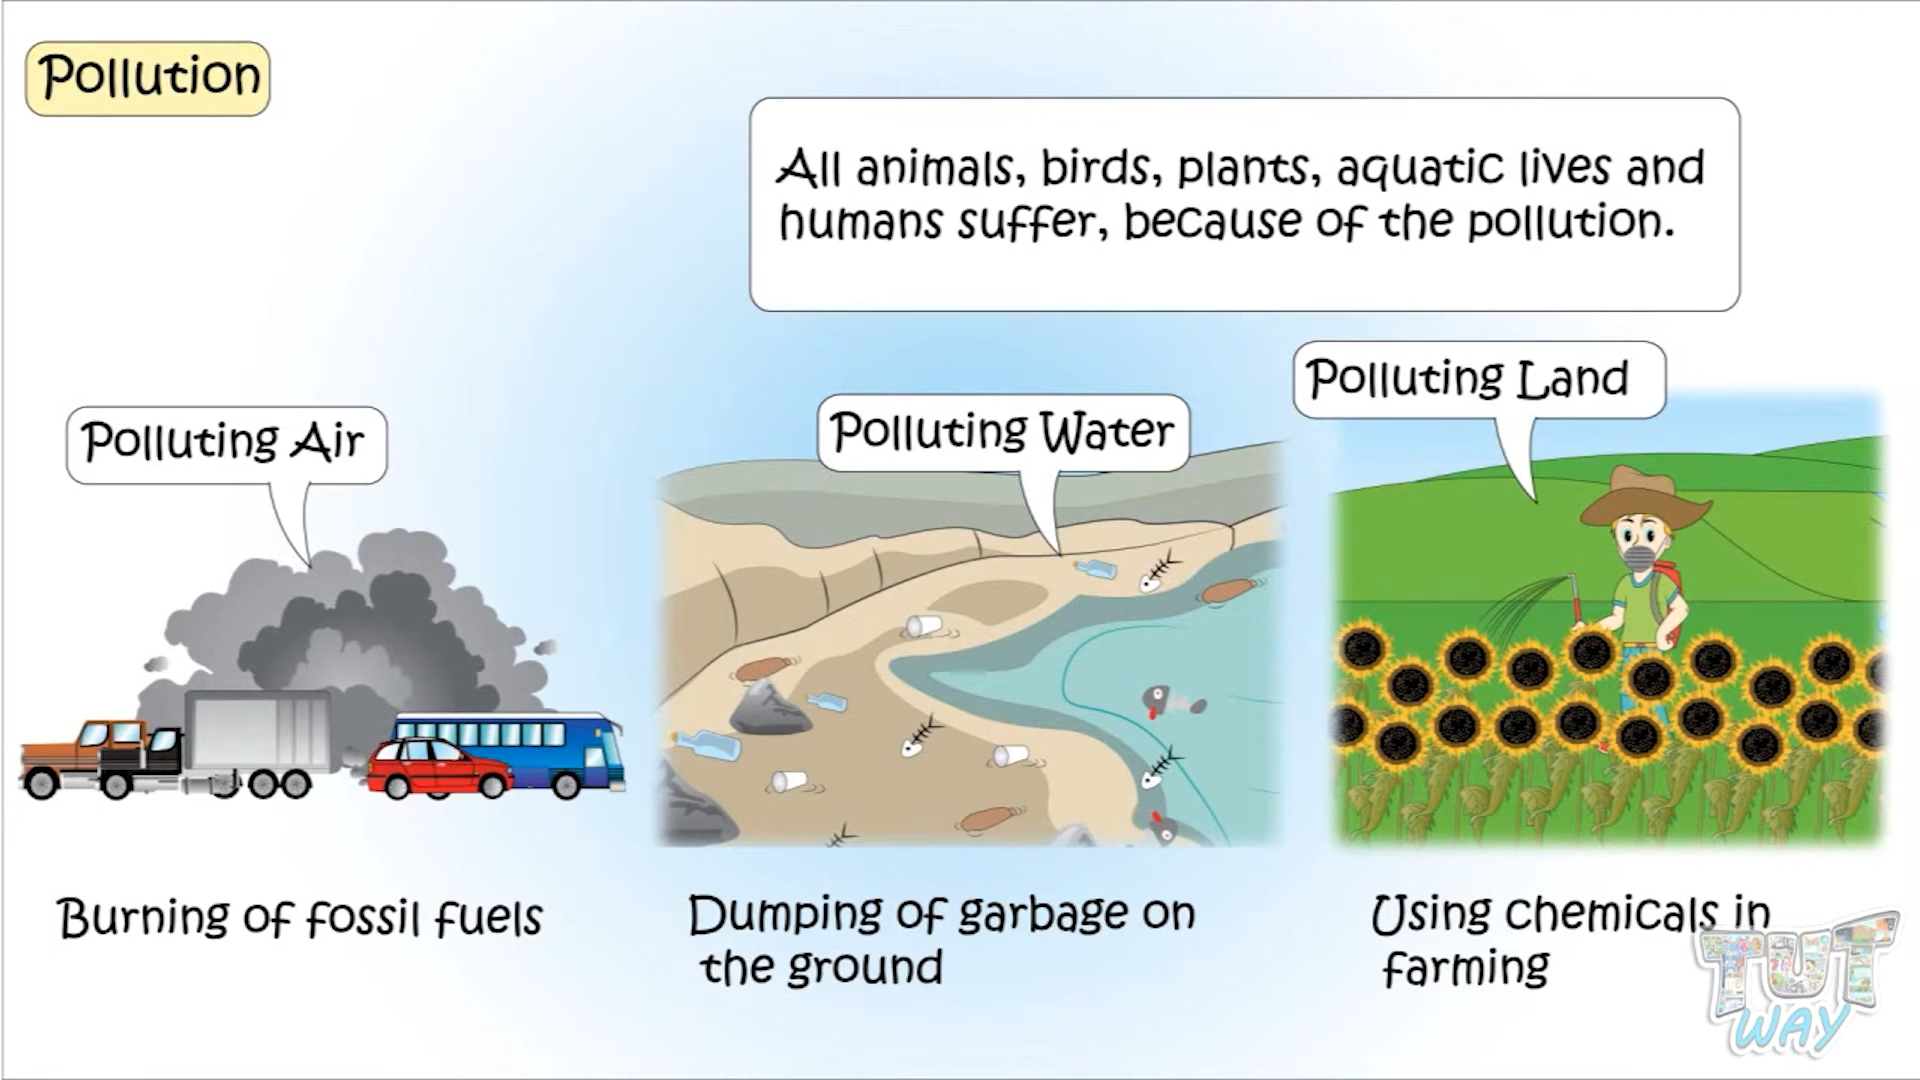 Pollution
All animals, birds, plants, aquatic lives and
humans suffer, because of the pollution.
Polluting Air
Polluting Water
Polluting Land
Burning of fossil fuels
Dumping of garbage on
the ground
Using chemicals in
farming
TUT
WAY